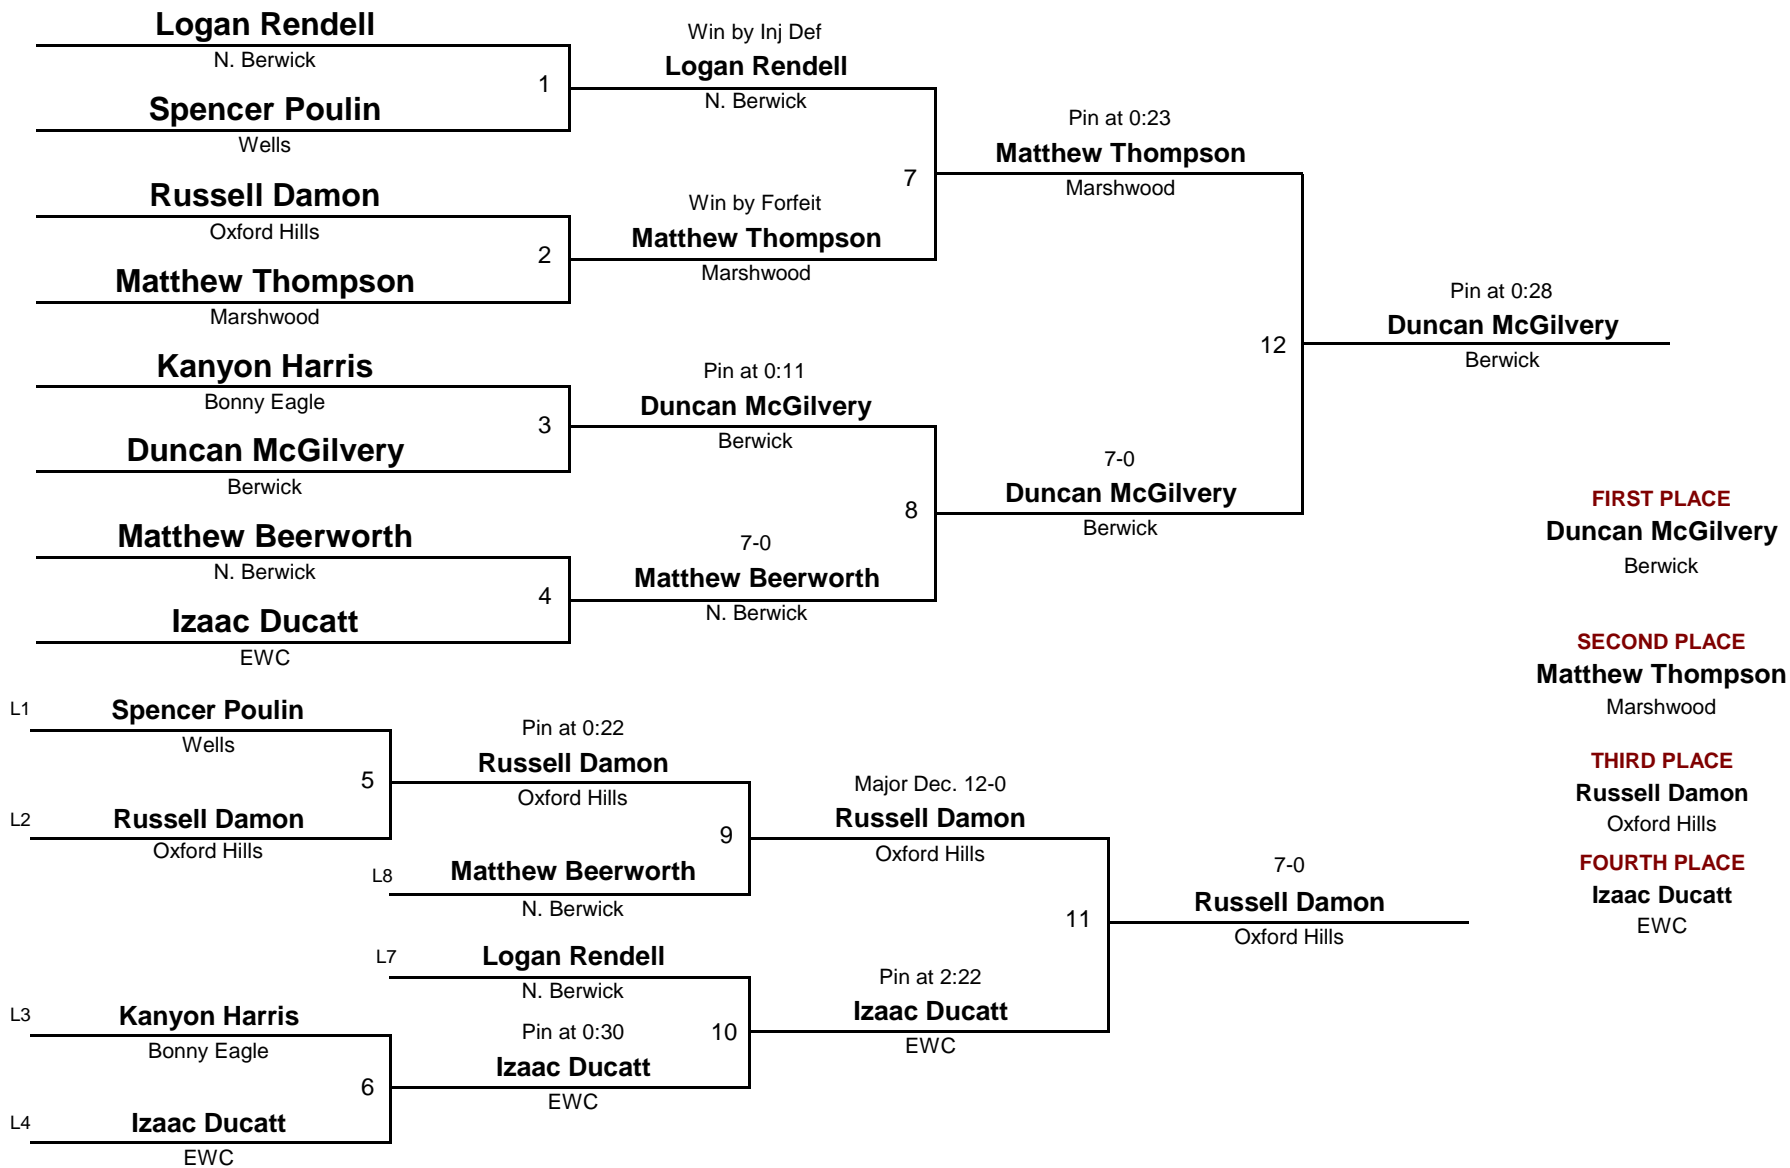 Logan Rendell
N. Berwick
1
Spencer Poulin
Wells
Russell Damon
Oxford Hills
2
Matthew Thompson
Marshwood
Kanyon Harris
Bonny Eagle
3
Duncan McGilvery
Berwick
Matthew Beerworth
N. Berwick
4
Izaac Ducatt
EWC
Win by Inj Def
Logan Rendell
N. Berwick
7
Win by Forfeit
Matthew Thompson
Marshwood
Pin at 0:11
Duncan McGilvery
Berwick
8
7-0
Matthew Beerworth
N. Berwick
Pin at 0:23
Matthew Thompson
Marshwood
12
7-0
Duncan McGilvery
Berwick
Pin at 0:28
Duncan McGilvery
Berwick
L1
Spencer Poulin
Wells
5
L2
Russell Damon
Oxford Hills
L3
Kanyon Harris
Bonny Eagle
6
L4
Izaac Ducatt
EWC
Pin at 0:22
Russell Damon
Oxford Hills
9
L8
Matthew Beerworth
N. Berwick
L7
Logan Rendell
N. Berwick
10
Pin at 0:30
Izaac Ducatt
EWC
Major Dec. 12-0
Russell Damon
Oxford Hills
11
Pin at 2:22
Izaac Ducatt
EWC
7-0
Russell Damon
Oxford Hills
FIRST PLACE
Duncan McGilvery
Berwick
SECOND PLACE
Matthew Thompson
Marshwood
THIRD PLACE
Russell Damon
Oxford Hills
FOURTH PLACE
Izaac Ducatt
EWC